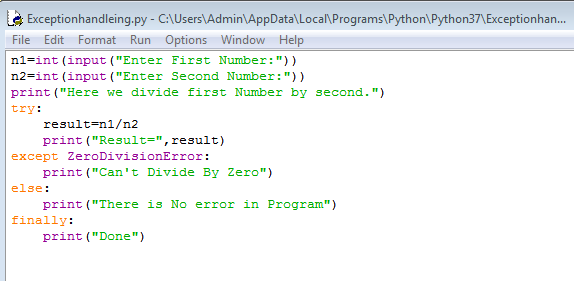 Exceptionhandleing.py - C:\Users\Admin\AppData\Local\Programs\Python\Python37\Exceptionhan...
File Edit Format Run Options Window Help
n1=int(input("Enter First Number:"))
n2=int(input("Enter Second Number:"))
print("Here we divide first Number by second.")
try:
    result=n1/n2
    print("Result=",result)
except ZeroDivisionError:
    print("Can't Divide By Zero")
else:
    print("There is No error in Program")
finally:
    print("Done")